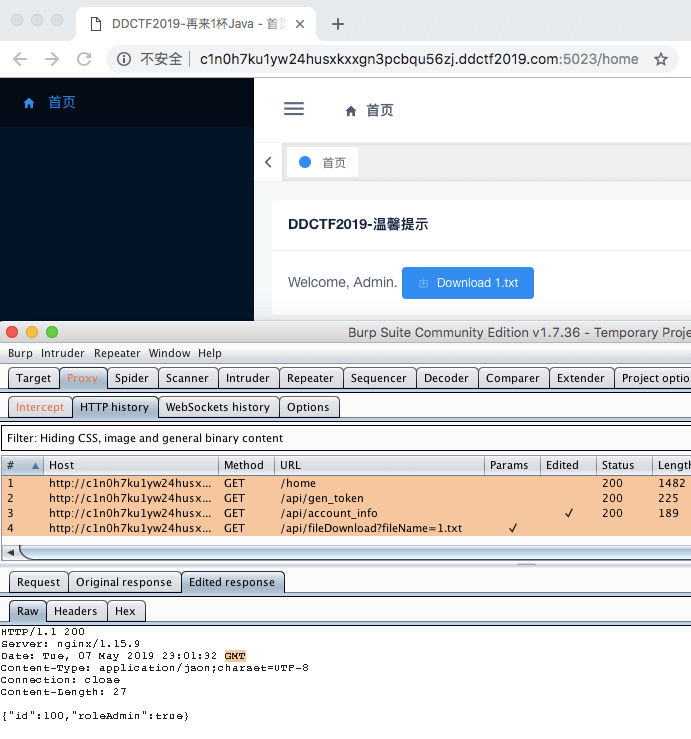 DDCTF2019-再来1杯Java - 首页
不安全 c1n0h7ku1yw24husxkxxgn3pcbqu56zj.ddctf2019.com:5023/home
首页
首页
首页
DDCTF2019-温馨提示
Welcome, Admin. Download 1.txt
Burp Suite Community Edition v1.7.36 - Temporary Proje
Burp Intruder Repeater Window Help
Target Proxy Spider Scanner Intruder Repeater Sequencer Decoder Comparer Extender Project optio
Intercept HTTP history WebSockets history Options
Filter: Hiding CSS, image and general binary content
# Host Method URL Params Edited Status Length
1 http://c1n0h7ku1yw24husx... GET /home 200 1482
2 http://c1n0h7ku1yw24husx... GET /api/gen_token 200 225
3 http://c1n0h7ku1yw24husx... GET /api/account_info ✓ 200 189
4 http://c1n0h7ku1yw24husx... GET /api/fileDownload?fileName=1.txt ✓
Request Original response Edited response
Raw Headers Hex
HTTP/1.1 200
Server: nginx/1.15.9
Date: Tue, 07 May 2019 23:01:32 GMT
Content-Type: application/json;charset=UTF-8
Connection: close
Content-Length: 27
{"id":100,"roleAdmin":true}